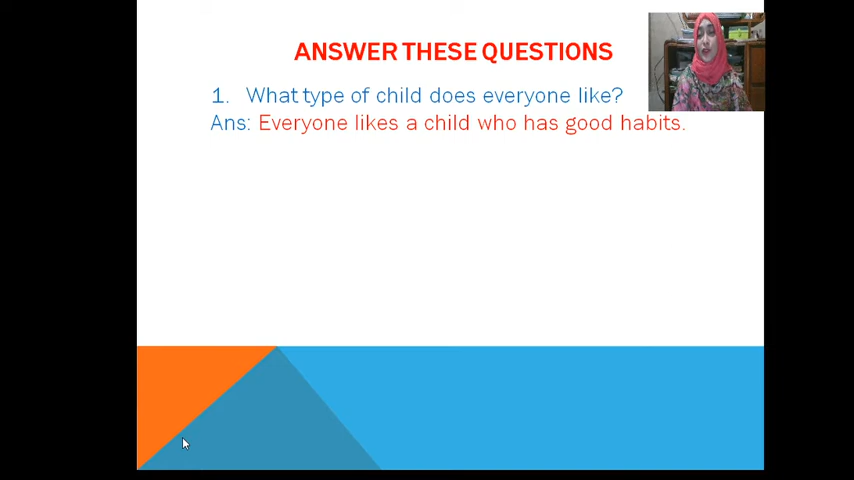 ANSWER THESE QUESTIONS
1. What type of child does everyone like?
Ans: Everyone likes a child who has good habits.